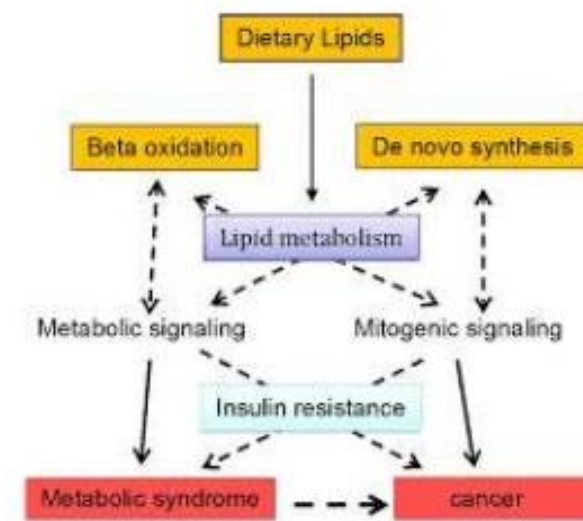 Dietary Lipids
Beta oxidation
De novo synthesis
Lipid metabolism
Metabolic signaling
Mitogenic signaling
Insulin resistance
Metabolic syndrome
cancer